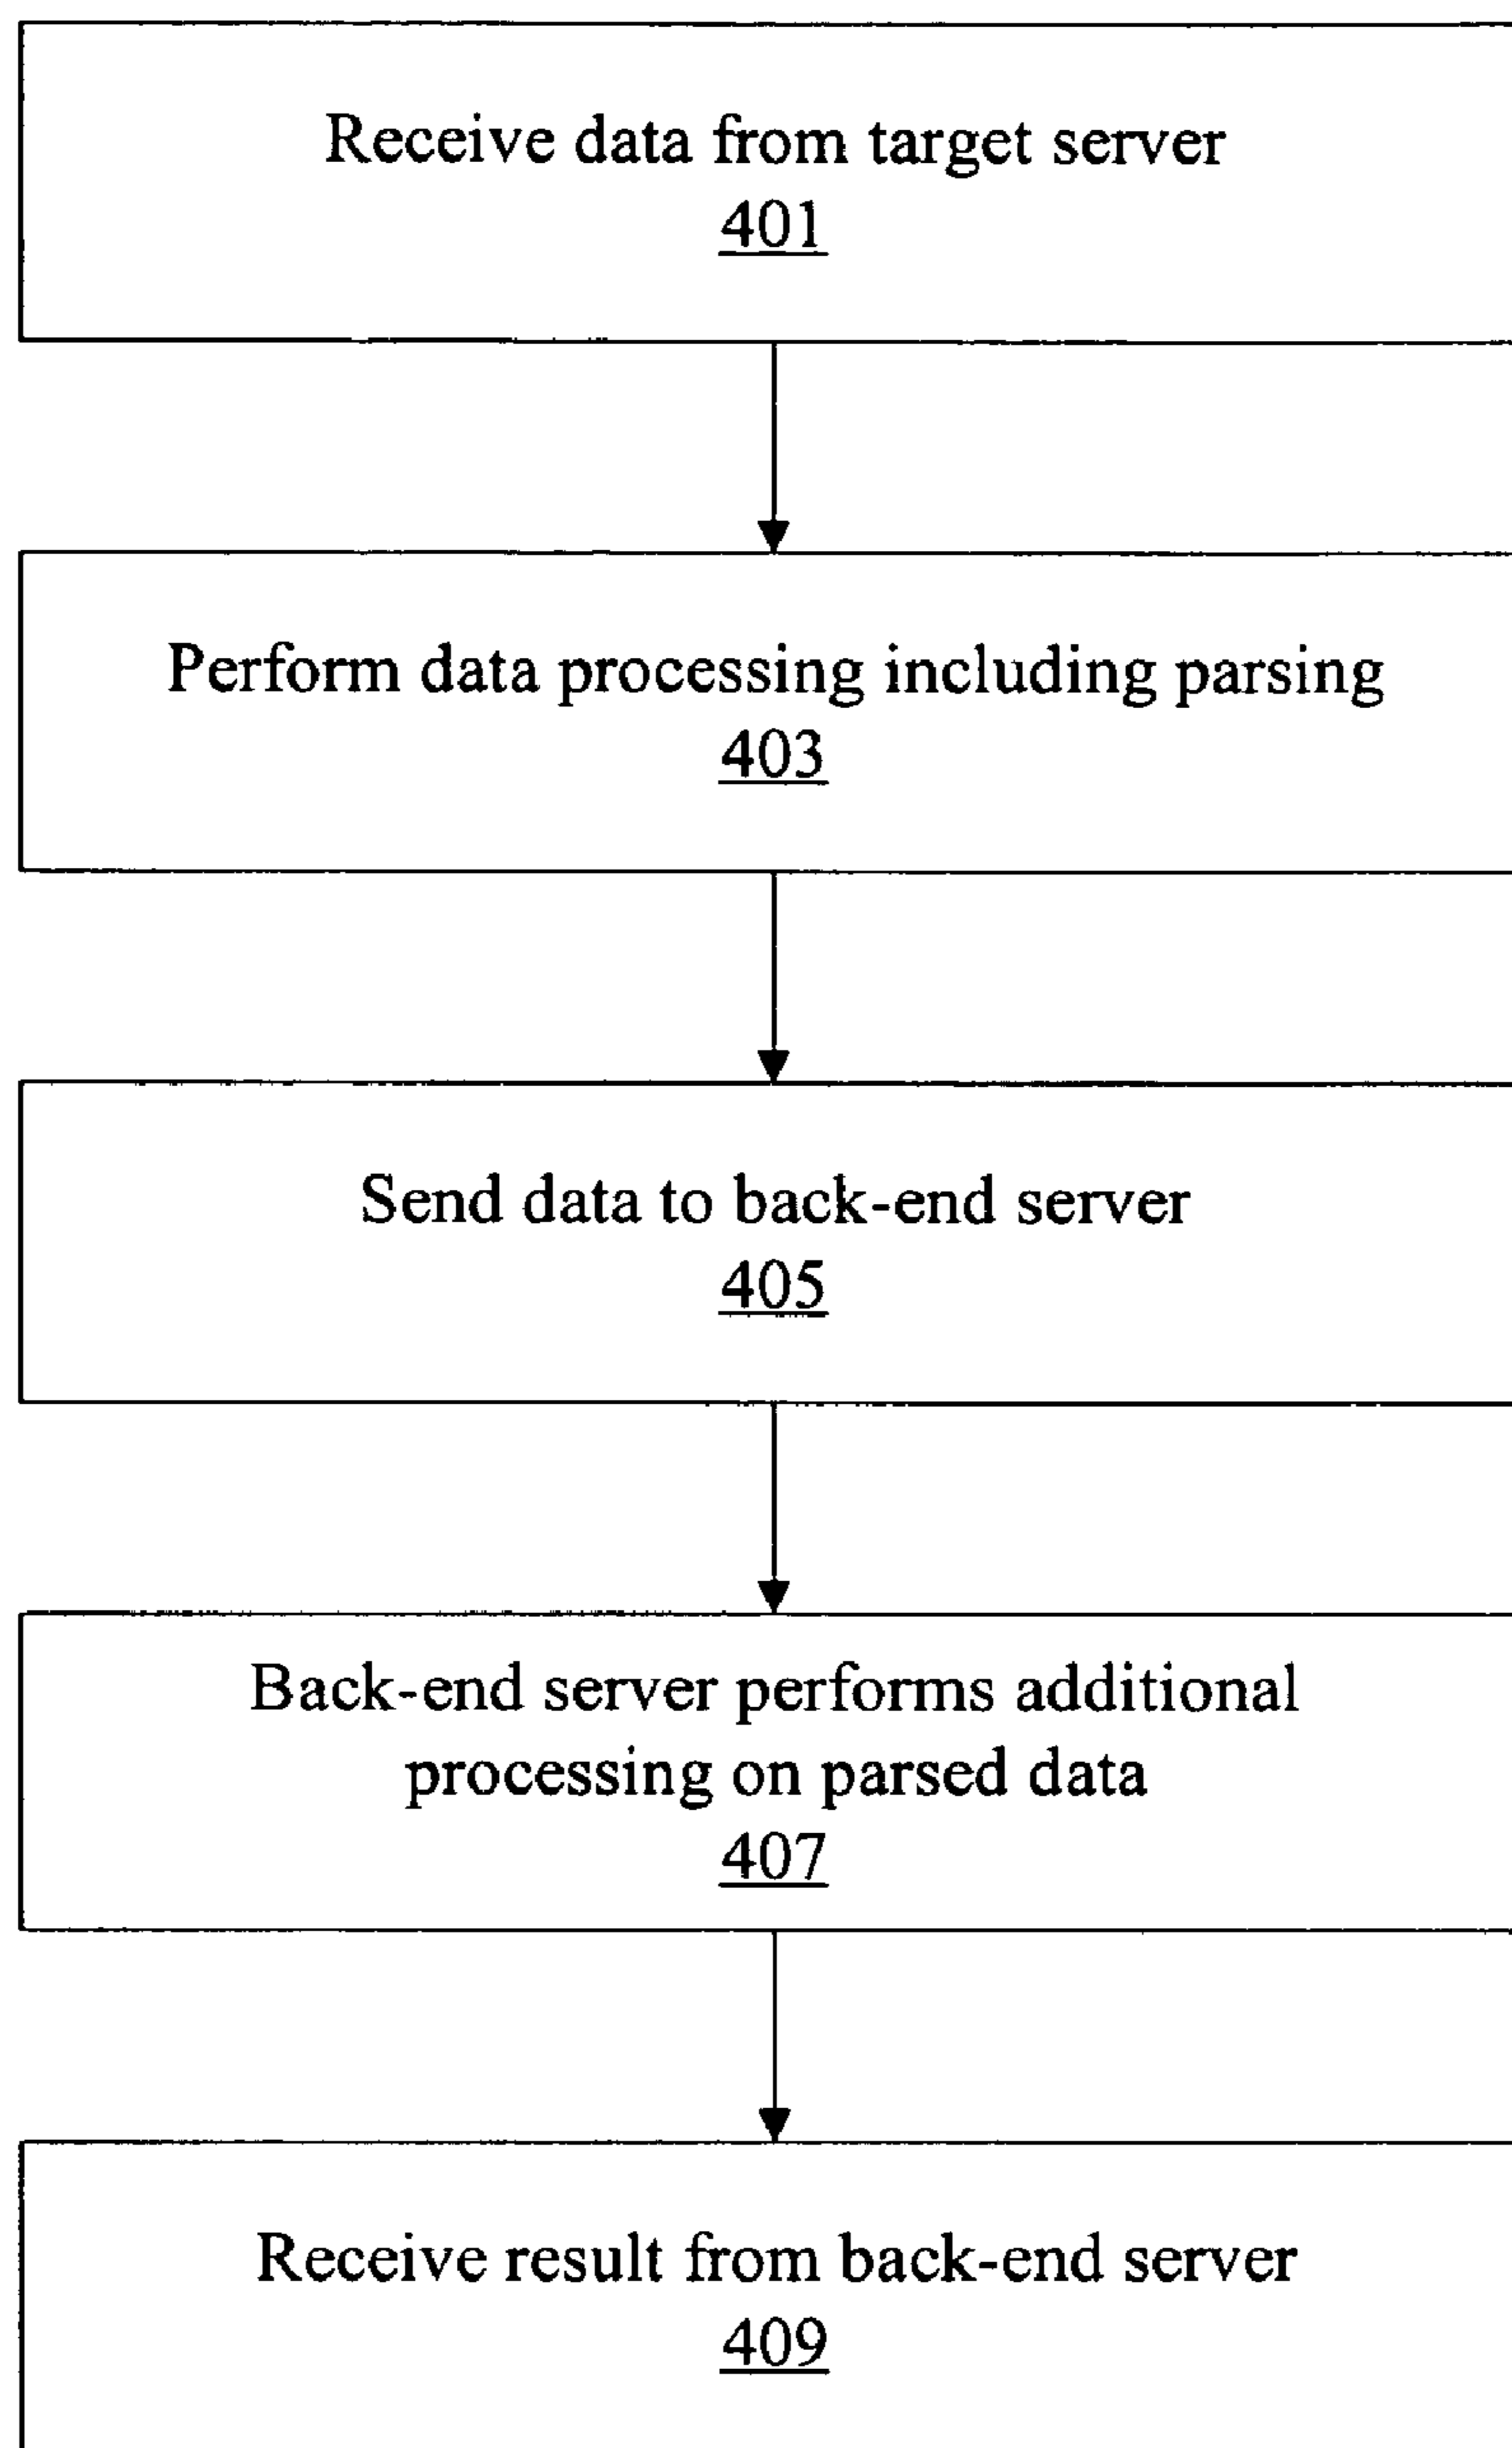 Receive data from target server
401
Perform data processing including parsing
403
Send data to back-end server
405
Back-end server performs additional
processing on parsed data
407
Receive result from back-end server
409